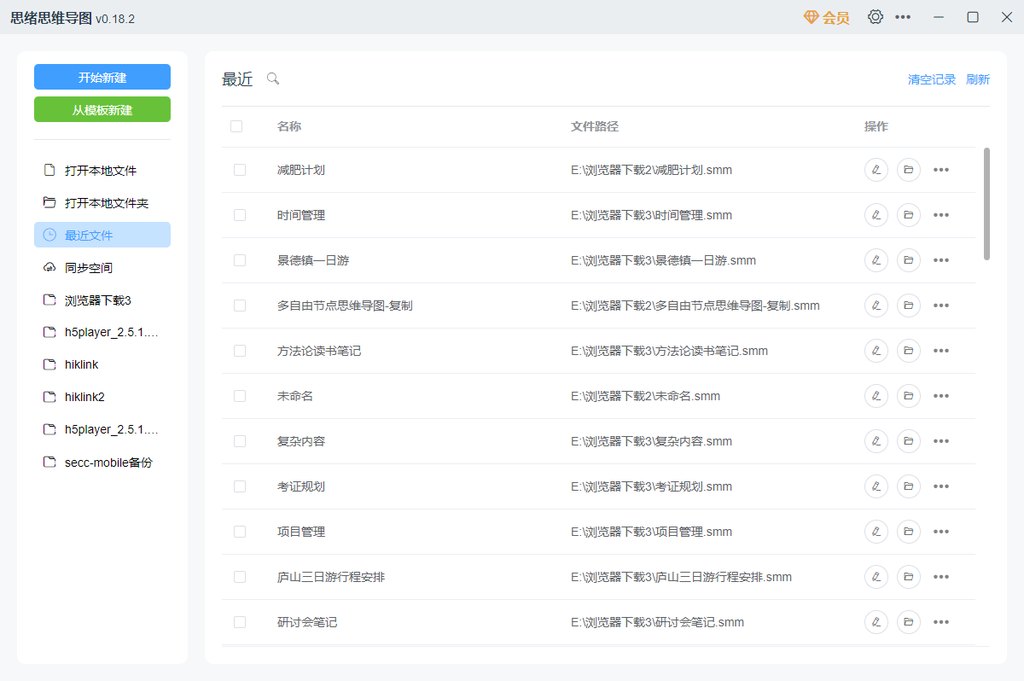 思绪思维导图 v0.18.2
会员
开始新建
从模板新建
打开本地文件
打开本地文件夹
最近文件
同步空间
浏览器下载3
h5player_2.5.1....
hiklink
hiklink2
h5player_2.5.1....
secc-mobile备份
最近
清空记录 刷新
名称 文件路径 操作
减肥计划 E:\浏览器下载2\减肥计划.smm
时间管理 E:\浏览器下载3\时间管理.smm
景德镇一日游 E:\浏览器下载3\景德镇一日游.smm
多自由节点思维导图-复制 E:\浏览器下载2\多自由节点思维导图-复制.smm
方法论读书笔记 E:\浏览器下载3\方法论读书笔记.smm
未命名 E:\浏览器下载2\未命名.smm
复杂内容 E:\浏览器下载3\复杂内容.smm
考证规划 E:\浏览器下载3\考证规划.smm
项目管理 E:\浏览器下载3\项目管理.smm
庐山三日游行程安排 E:\浏览器下载3\庐山三日游行程安排.smm
研讨会笔记 E:\浏览器下载3\研讨会笔记.smm